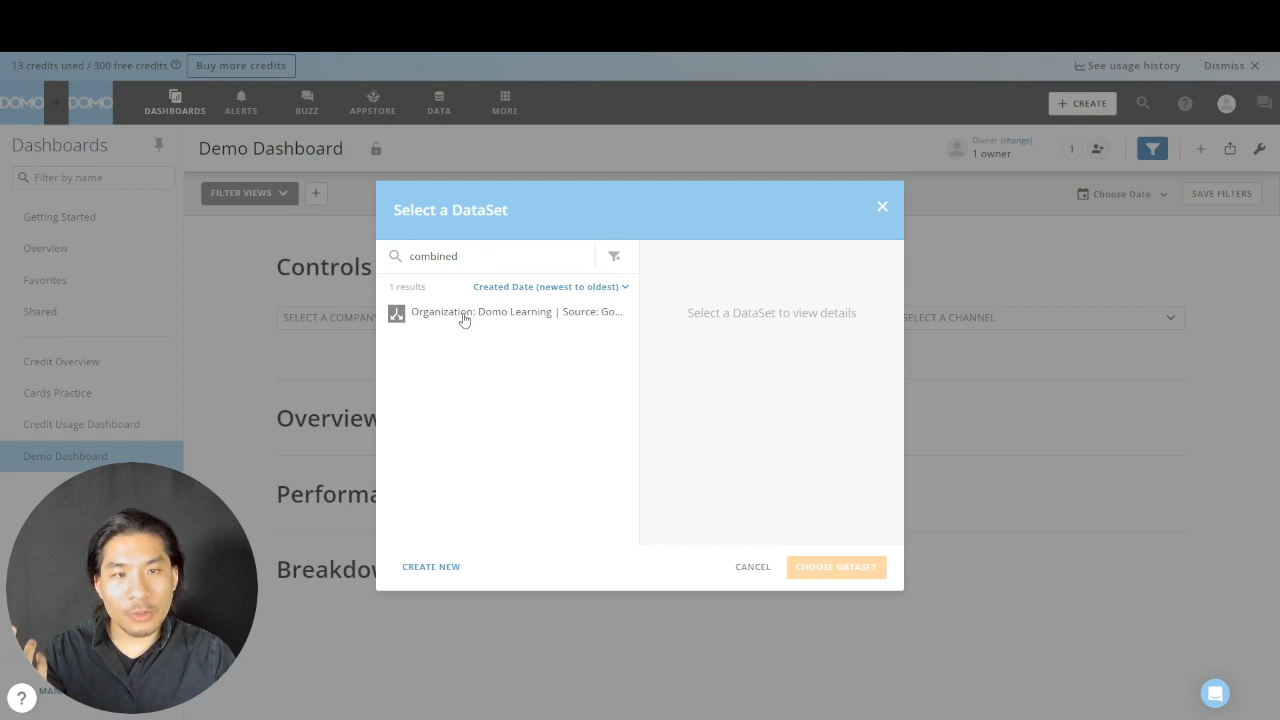 13 credits used / 300 free credits
Buy more credits
See usage history
Dismiss
DOMO + DOMO
DASHBOARDS
ALERTS
BUZZ
APPSTORE
DATA
MORE
+ CREATE
Dashboards
Filter by name
Getting Started
Overview
Favorites
Shared
Credit Overview
Cards Practice
Credit Usage Dashboard
Demo Dashboard
Demo Dashboard
Owner (change)
1 owner
1
FILTER VIEWS
Choose Date
SAVE FILTERS
Controls
SELECT A COMPAN
SELECT A CHANNEL
Overview
Performa
Breakdow
Select a DataSet
combined
1 results
Created Date (newest to oldest)
Organization: Domo Learning | Source: Go...
Select a DataSet to view details
CREATE NEW
CANCEL
CHOOSE DATASET
?